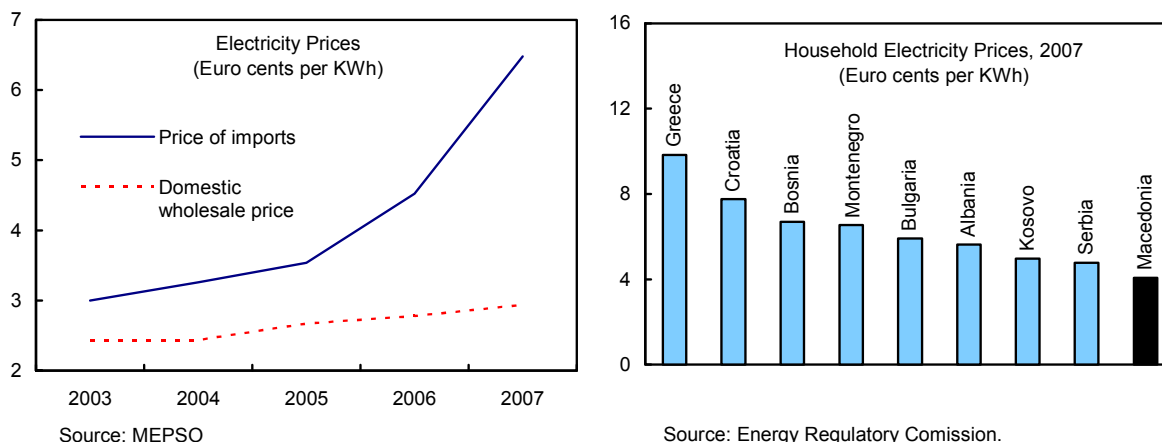 Electricity Prices
(Euro cents per KWh)
7
6
5
4
3
2
Price of imports
Domestic
wholesale price
2003 2004 2005 2006 2007
Source: MEPSO
Household Electricity Prices, 2007
(Euro cents per KWh)
16
12
8
4
0
Greece
Croatia
Bosnia
Montenegro
Bulgaria
Albania
Kosovo
Serbia
Macedonia
Source: Energy Regulatory Comission.